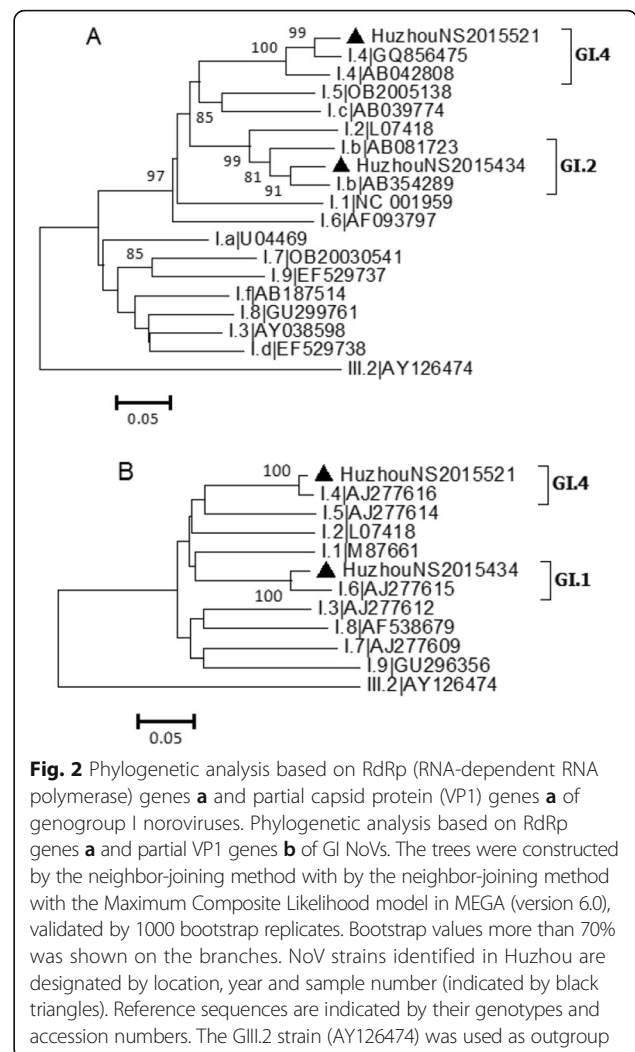 A
99
HuzhouNS2015521
100
I.4|GQ856475
GI.4
I.4|AB042808
I.5|OB2005138
85
I.c|AB039774
I.2|L07418
I.b|AB081723
99
HuzhouNS2015434
GI.2
81
97
91
I.b|AB354289
I.1|NC 001959
I.6|AF093797
I.a|U04469
85
I.7|OB20030541
I.9|EF529737
I.f|AB187514
I.8|GU299761
I.3|AY038598
I.d|EF529738
III.2|AY126474
0.05
B
100
HuzhouNS2015521
GI.4
I.4|AJ277616
I.5|AJ277614
I.2|L07418
I.1|M87661
HuzhouNS2015434
GI.1
100
I.6|AJ277615
I.3|AJ277612
I.8|AF538679
I.7|AJ277609
I.9|GU296356
III.2|AY126474
0.05
Fig. 2 Phylogenetic analysis based on RdRp (RNA-dependent RNA
polymerase) genes a and partial capsid protein (VP1) genes a of
genogroup I noroviruses. Phylogenetic analysis based on RdRp
genes a and partial VP1 genes b of GI NoVs. The trees were constructed
by the neighbor-joining method with by the neighbor-joining method
with the Maximum Composite Likelihood model in MEGA (version 6.0),
validated by 1000 bootstrap replicates. Bootstrap values more than 70%
was shown on the branches. NoV strains identified in Huzhou are
designated by location, year and sample number (indicated by black
triangles). Reference sequences are indicated by their genotypes and
accession numbers. The GIII.2 strain (AY126474) was used as outgroup